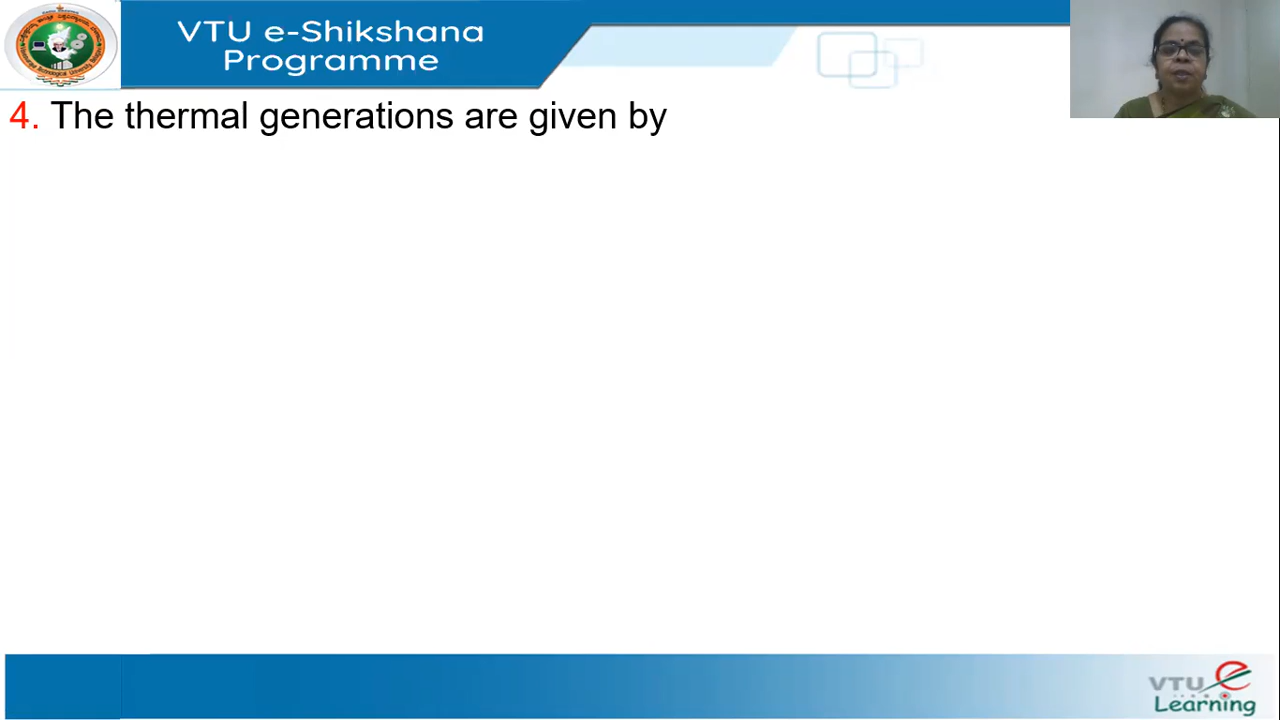 VTU e-Shikshana
Programme
4. The thermal generations are given by
VTU e
Learning